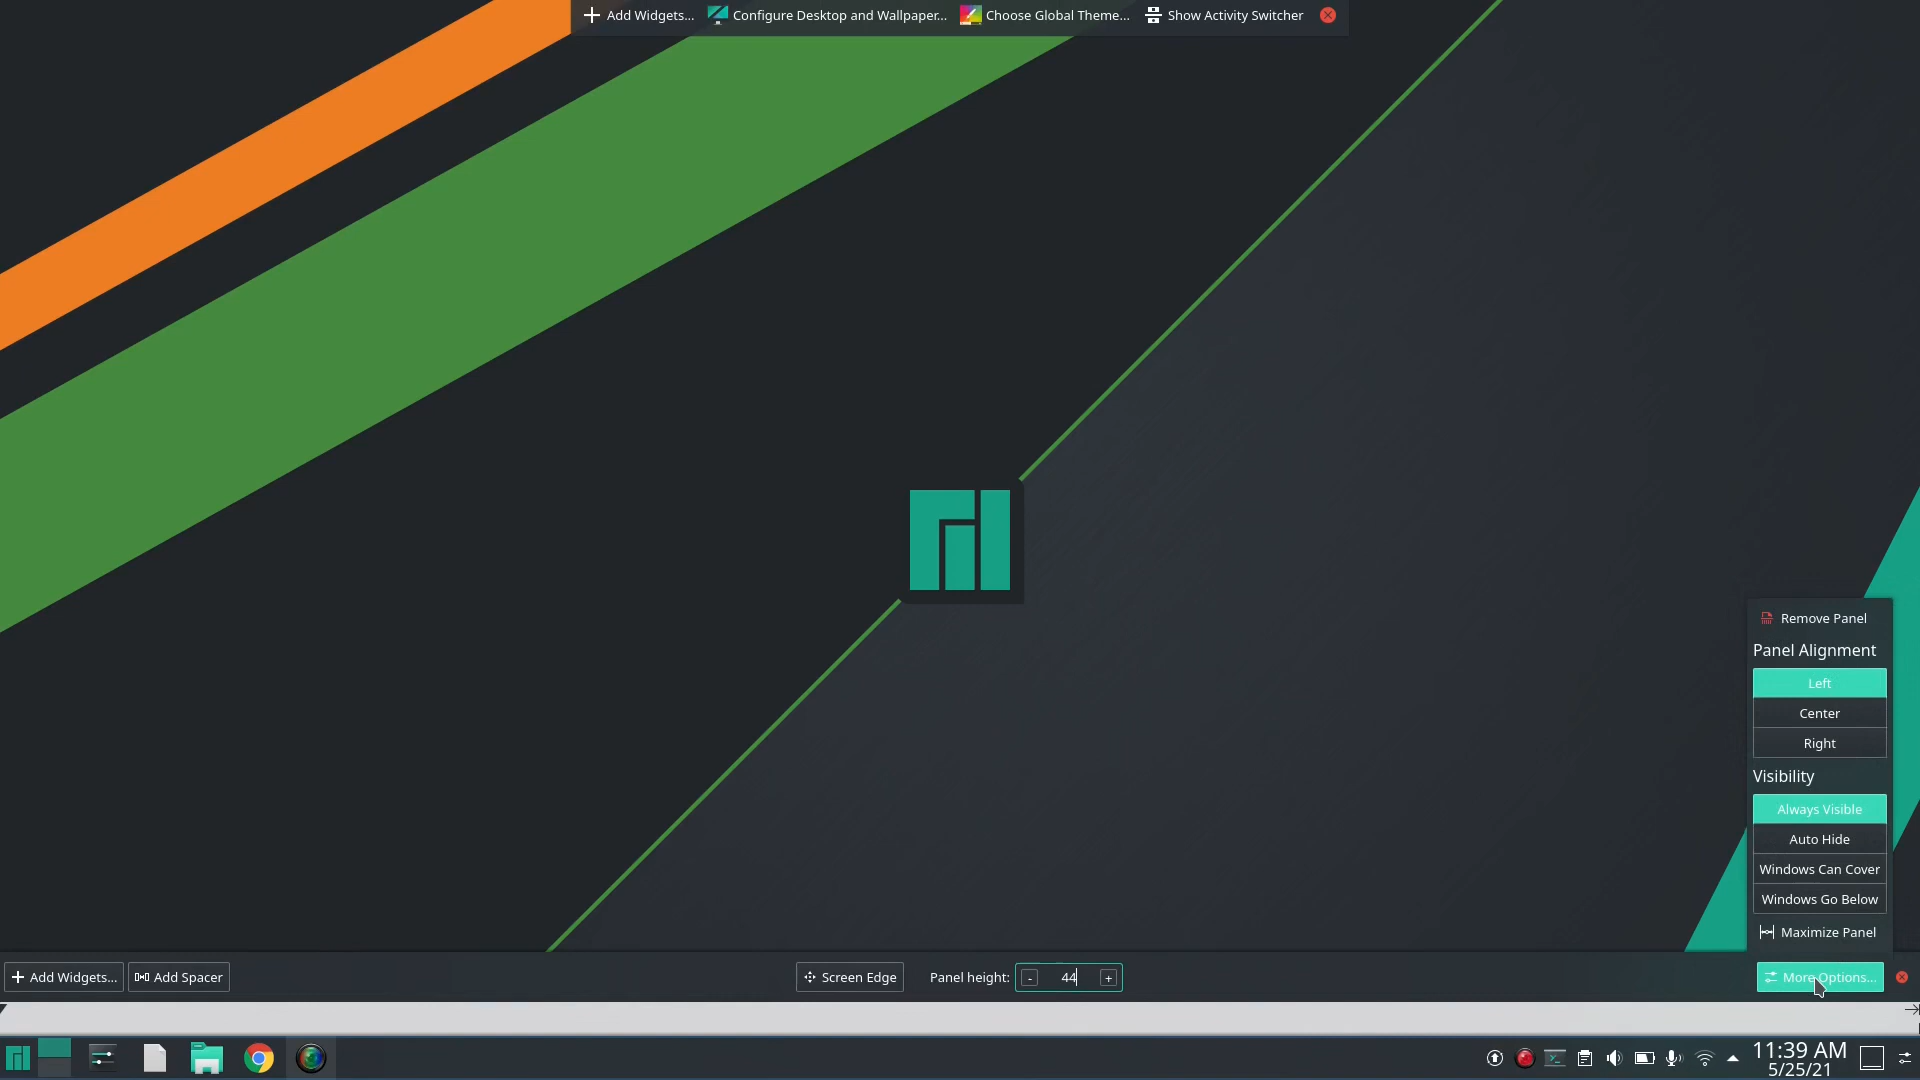 Add Widgets... Configure Desktop and Wallpaper... Choose Global Theme... Show Activity Switcher
Remove Panel
Panel Alignment
Left
Center
Right
Visibility
Always Visible
Auto Hide
Windows Can Cover
Windows Go Below
Maximize Panel
Add Widgets... Add Spacer Screen Edge Panel height: - 44 + More Options...
11:39 AM
5/25/21